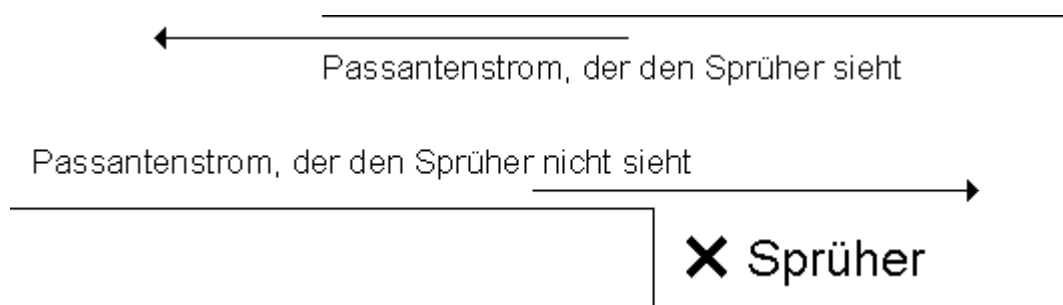 Passantenstrom, der den Sprüher sieht
Passantenstrom, der den Sprüher nicht sieht
Sprüher